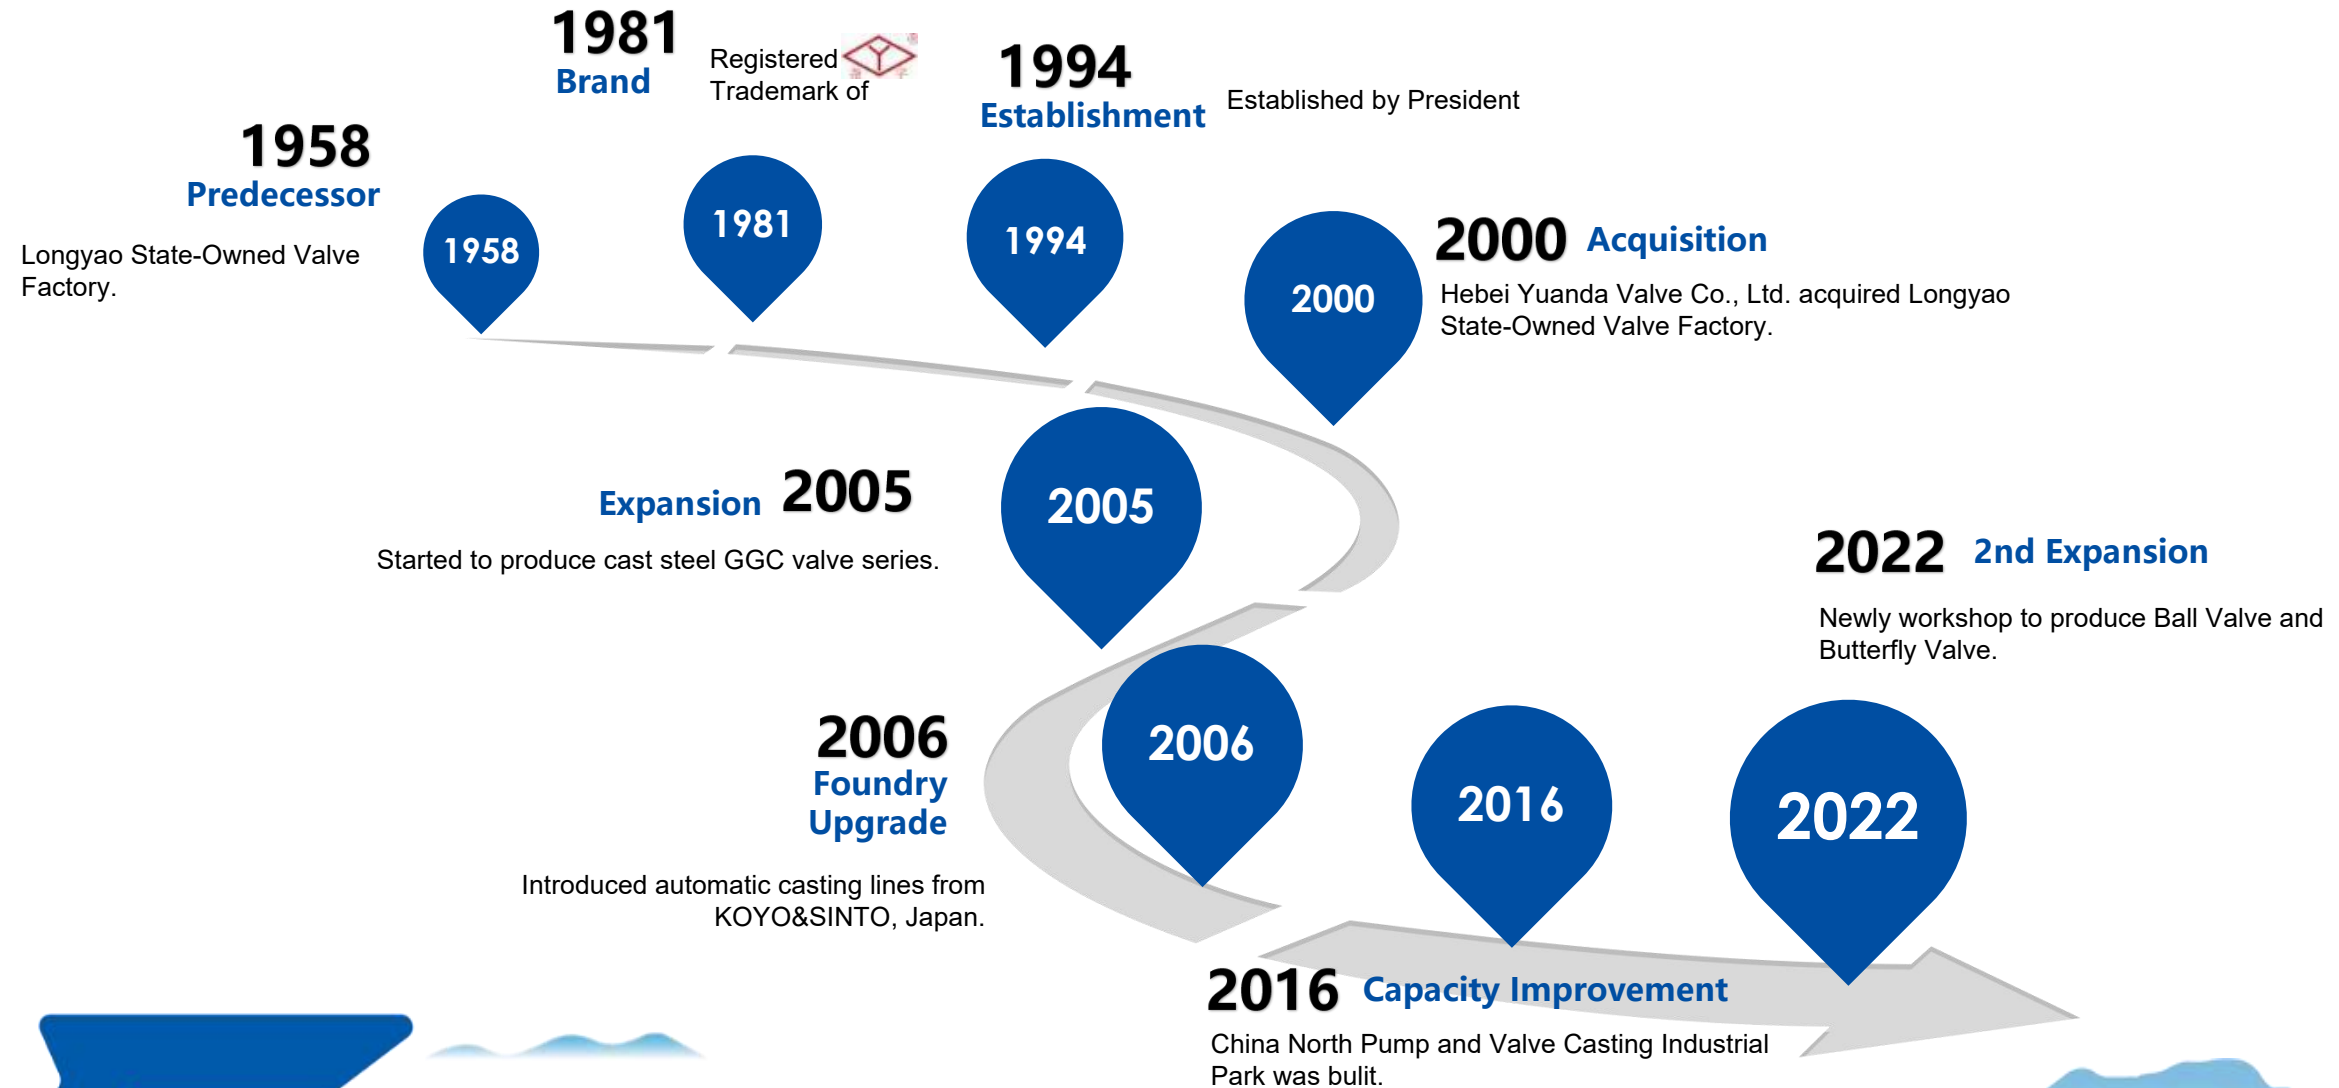 1981
Brand
Registered
Trademark of
1994
Establishment
Established by President
1958
Predecessor
Longyao State-Owned Valve
Factory.
1958
1981
1994
2000
2000 Acquisition
Hebei Yuanda Valve Co., Ltd. acquired Longyao
State-Owned Valve Factory.
Expansion 2005
Started to produce cast steel GGC valve series.
2005
2022 2nd Expansion
Newly workshop to produce Ball Valve and
Butterfly Valve.
2006
Foundry
Upgrade
Introduced automatic casting lines from
KOYO&SINTO, Japan.
2006
2016
2022
2016 Capacity Improvement
China North Pump and Valve Casting Industrial
Park was bulit.